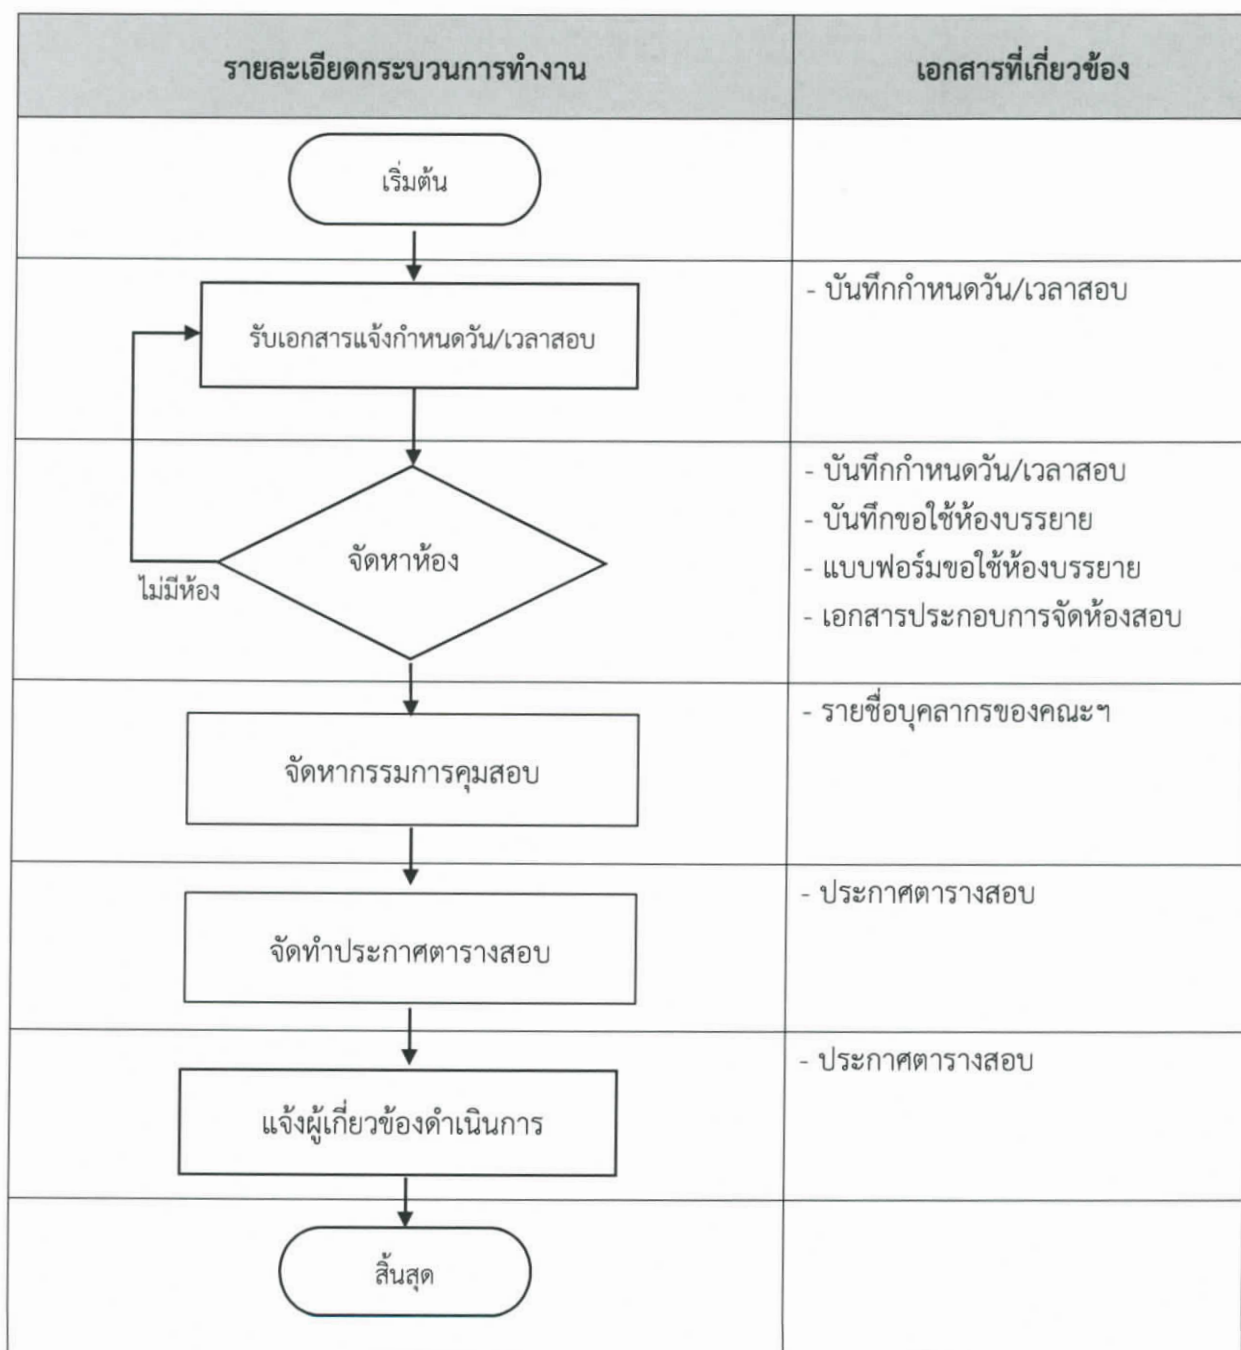 รายละเอียดกระบวนการทำงาน
เอกสารที่เกี่ยวข้อง
เริ่มต้น
รับเอกสารแจ้งกำหนดวัน/เวลาสอบ
- บันทึกกำหนดวัน/เวลาสอบ
จัดหาห้อง
ไม่มีห้อง
- บันทึกกำหนดวัน/เวลาสอบ
- บันทึกขอใช้ห้องบรรยาย
- แบบฟอร์มขอใช้ห้องบรรยาย
- เอกสารประกอบการจัดห้องสอบ
จัดหากรรมการคุมสอบ
- รายชื่อบุคลากรของคณะฯ
จัดทำประกาศตารางสอบ
- ประกาศตารางสอบ
แจ้งผู้เกี่ยวข้องดำเนินการ
- ประกาศตารางสอบ
สิ้นสุด